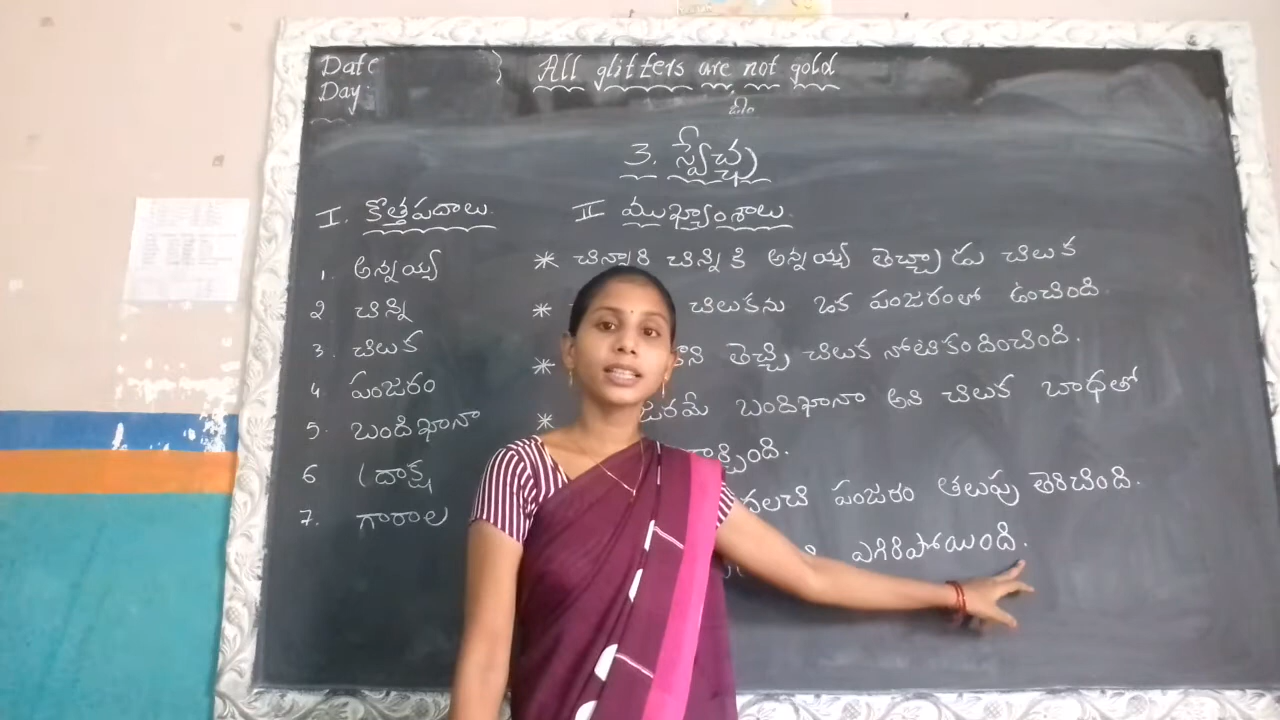 Date
Day:
All glitters are not gold
3. స్వేచ్ఛ
I. కొత్తపదాలు.
1. అన్నయ్య
2 చిన్ని
3. చిలుక
4 పంజరం
5. బందిఖానా
6 ద్రాక్ష
7. గారాల
II ముఖ్యాంశాలు.
* చిన్నారి చిన్ని కి అన్నయ్య తెచ్చాడు చిలుక
* చిలుకను ఒక పంజరంలో ఉంచింది.
* తెచ్చి చిలుక నోటికందించింది.
* బందిఖానా అని చిలుక బాధతో
పంజరం తలుపు తెరిచింది.
ఎగిరిపోయింది.